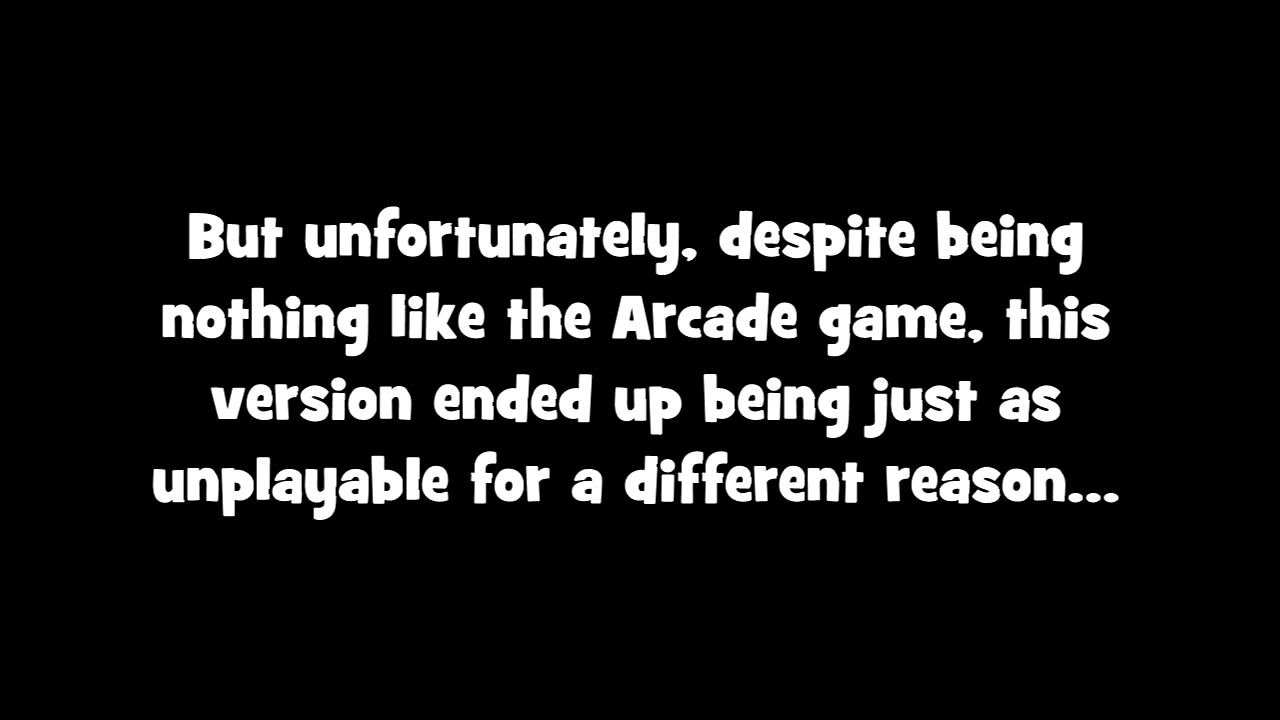 But unfortunately, despite being
nothing like the Arcade game, this
version ended up being just as
unplayable for a different reason...